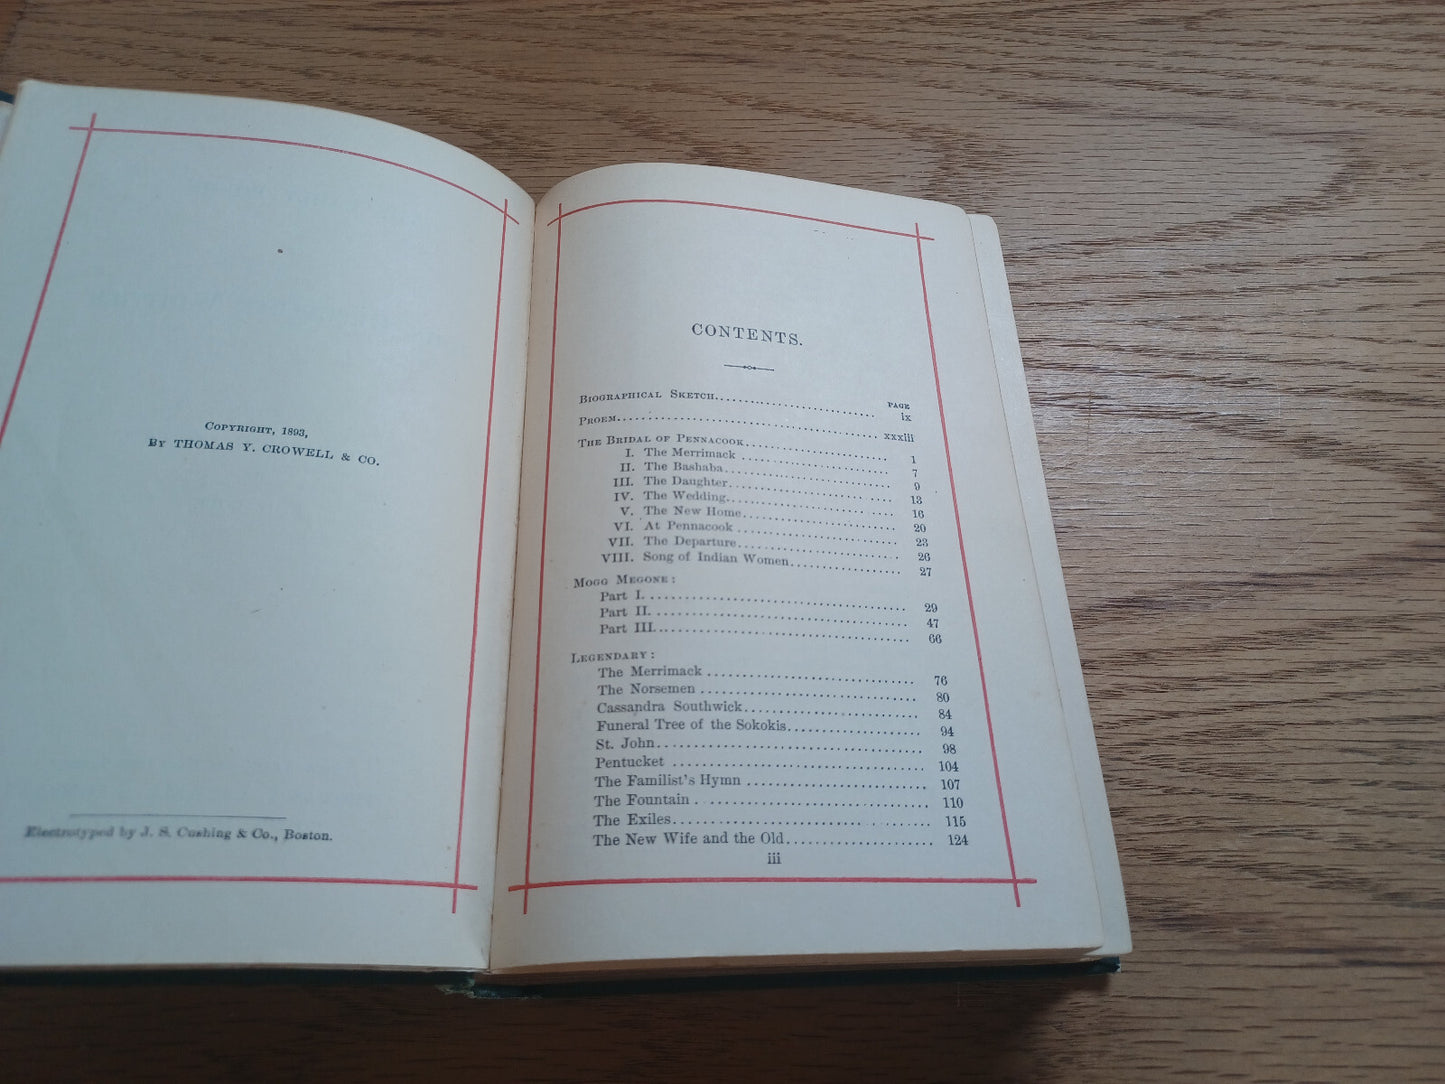 COPYRIGHT, 1893,
BY THOMAS Y. CROWELL & CO.
Electrotyped by J. S. Cushing & Co., Boston.
CONTENTS.
PAGE
BIOGRAPHICAL SKETCH.................... ix
PROEM.................... xxxiii
THE BRIDAL OF PENNACOOK.................... 1
I. The Merrimack .................... 7
II. The Bashaba.................... 9
III. The Daughter.................... 13
IV. The Wedding.................... 16
V. The New Home.................... 20
VI. At Pennacook .................... 23
VII. The Departure.................... 26
VIII. Song of Indian Women.................... 27
MOGG MEGONE:
Part I.................... 29
Part II.................... 47
Part III.................... 66
LEGENDARY:
The Merrimack .................... 76
The Norsemen .................... 80
Cassandra Southwick.................... 84
Funeral Tree of the Sokokis.................... 94
St. John.................... 98
Pentucket .................... 104
The Familist's Hymn .................... 107
The Fountain .................... 110
The Exiles.................... 115
The New Wife and the Old.................... 124
iii